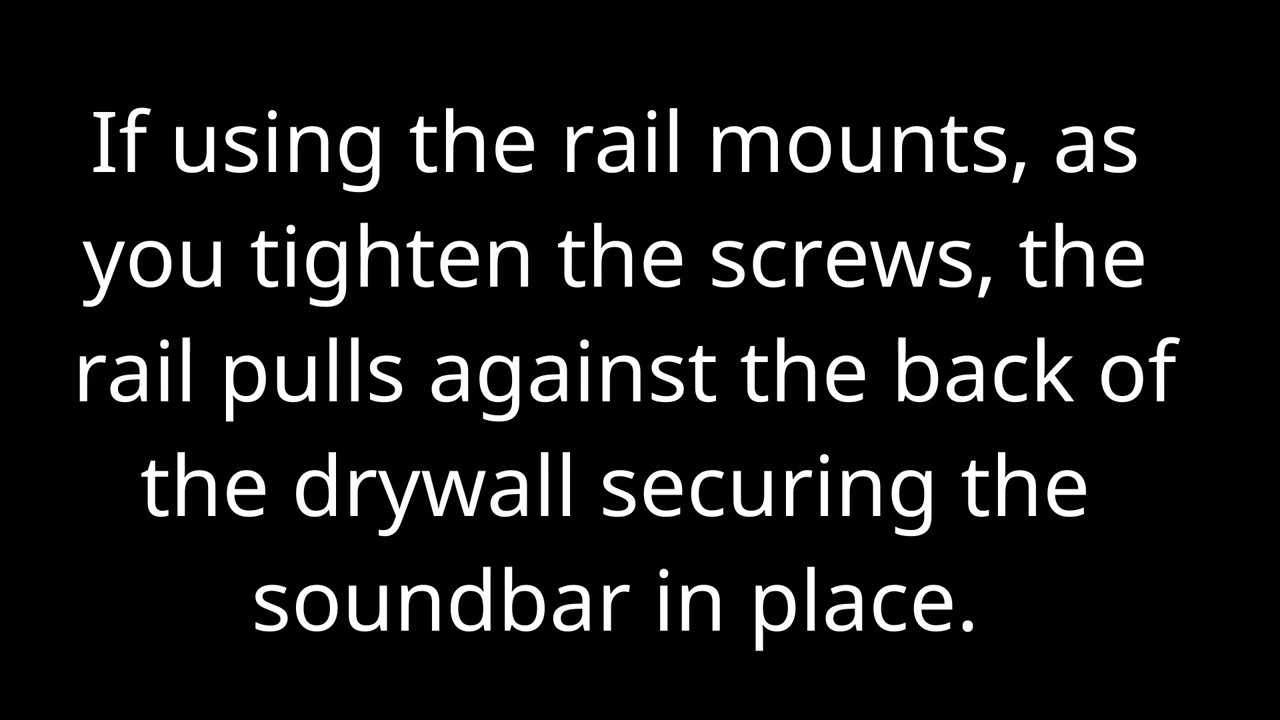 If using the rail mounts, as
you tighten the screws, the
rail pulls against the back of
the drywall securing the
soundbar in place.